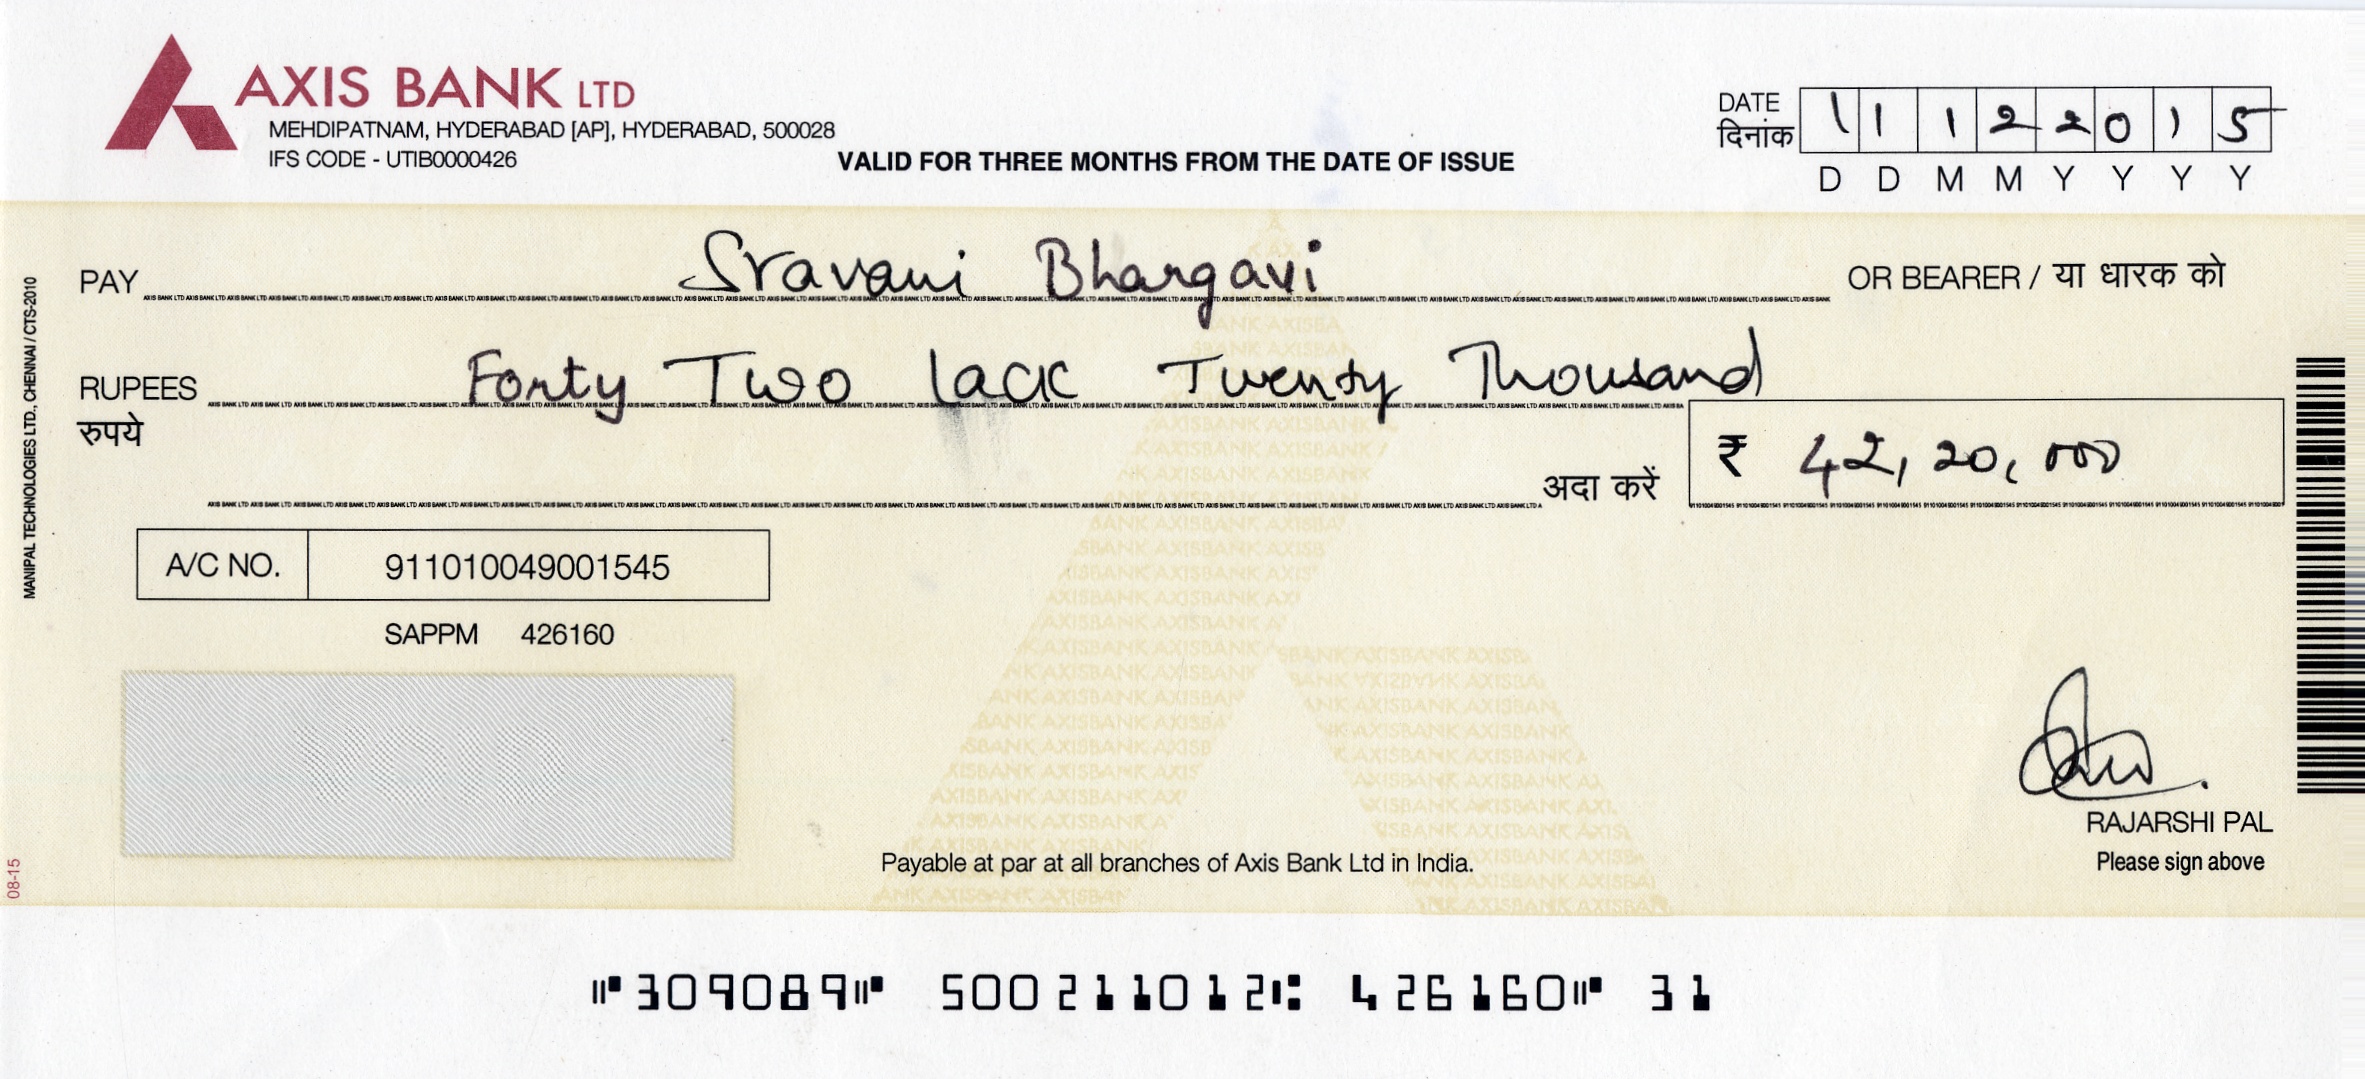 AXIS BANK LTD
MEHDIPATNAM, HYDERABAD [AP], HYDERABAD, 500028
IFS CODE - UTIB0000426
VALID FOR THREE MONTHS FROM THE DATE OF ISSUE
DATE
दिनांक
1 1 1 2 2 0 1 5
D D M M Y Y Y Y
PAY Sravani Bhargavi OR BEARER / या धारक को
RUPEES Forty Two lack Twenty Thousand
रुपये
अदा करें ₹ 42,20,000
A/C NO. 911010049001545
SAPPM 426160
VOID
RAJARSHI PAL
Please sign above
Payable at par at all branches of Axis Bank Ltd in India.
MANIPAL TECHNOLOGIES LTD., CHENNAI / CTS-2010
08-15
⑈309089⑈ 500211012⑆ 426160⑈ 31